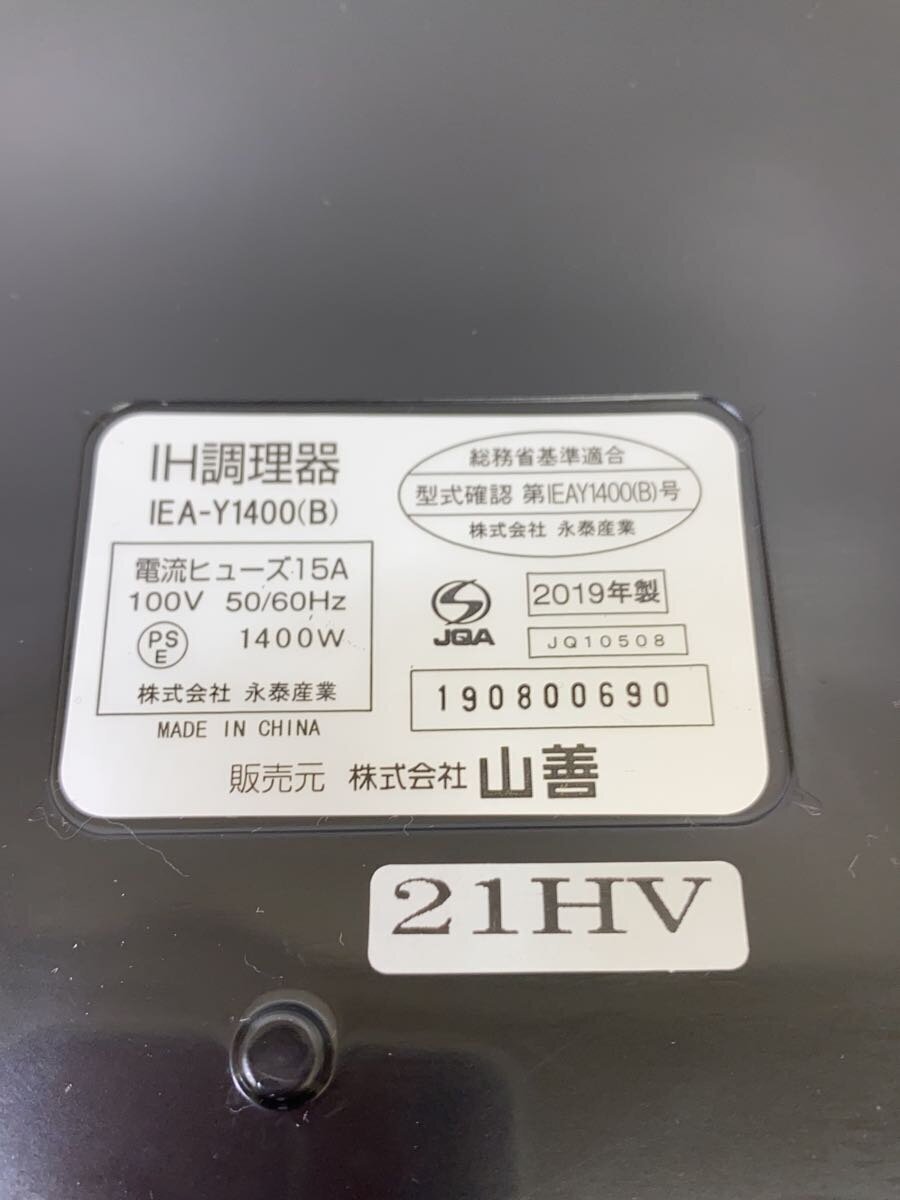 IH調理器
IEA-Y1400(B)
総務省基準適合
型式確認 第IEAY1400(B)号
株式会社 永泰産業
電流ヒューズ15A
100V 50/60Hz
PS
E
1400W
株式会社 永泰産業
MADE IN CHINA
JQA
2019年製
JQ10508
190800690
販売元 株式会社 山善
21HV